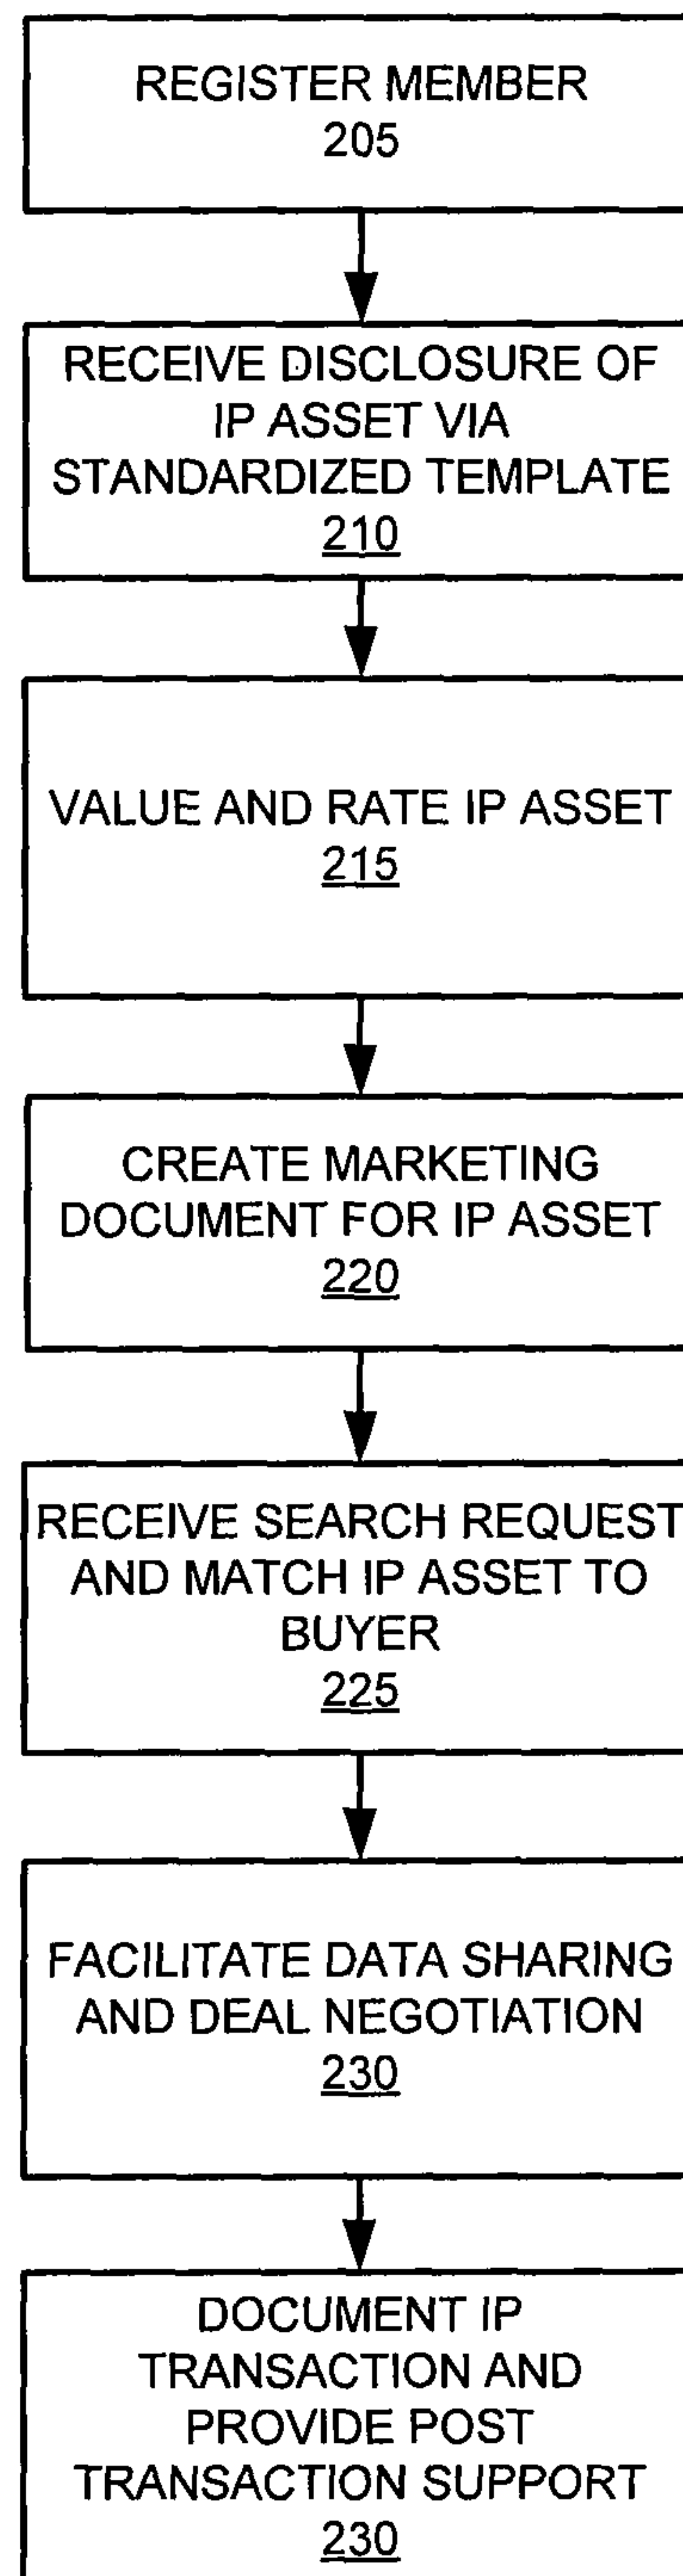 REGISTER MEMBER
205
RECEIVE DISCLOSURE OF
IP ASSET VIA
STANDARDIZED TEMPLATE
210
VALUE AND RATE IP ASSET
215
CREATE MARKETING
DOCUMENT FOR IP ASSET
220
RECEIVE SEARCH REQUEST
AND MATCH IP ASSET TO
BUYER
225
FACILITATE DATA SHARING
AND DEAL NEGOTIATION
230
DOCUMENT IP
TRANSACTION AND
PROVIDE POST
TRANSACTION SUPPORT
230